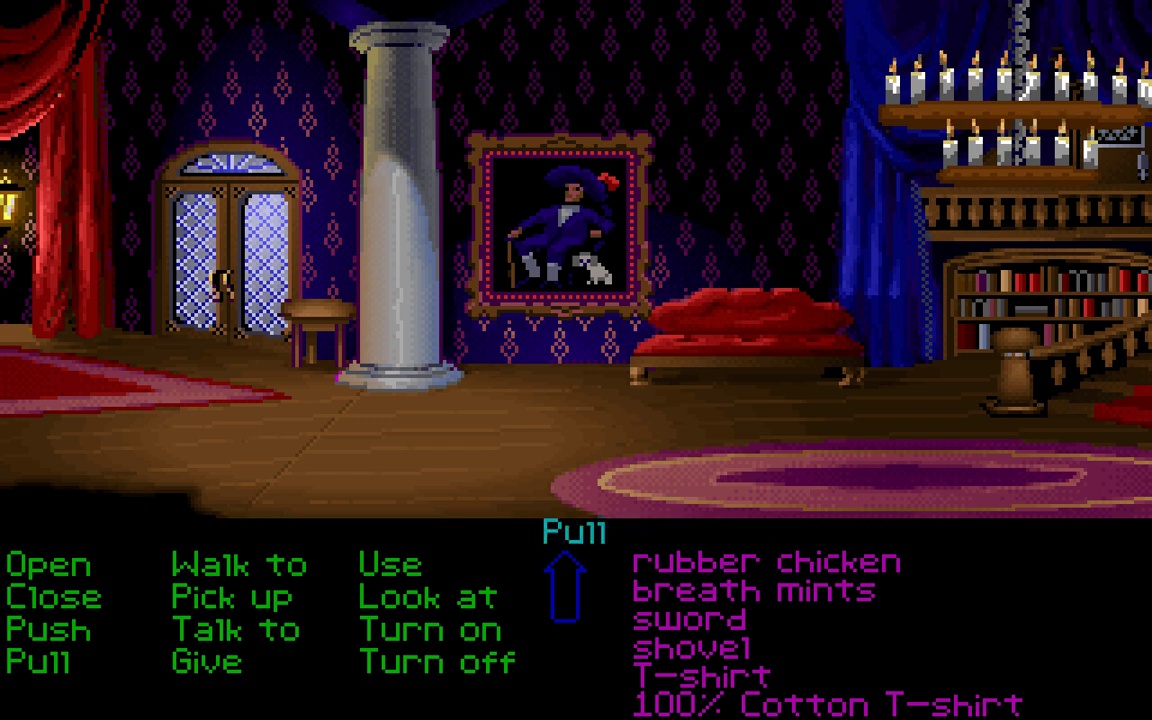 Pull
Open Walk to Use
Close Pick up Look at
Push Talk to Turn on
Pull Give Turn off
rubber chicken
breath mints
sword
shovel
T-shirt
100% Cotton T-shirt